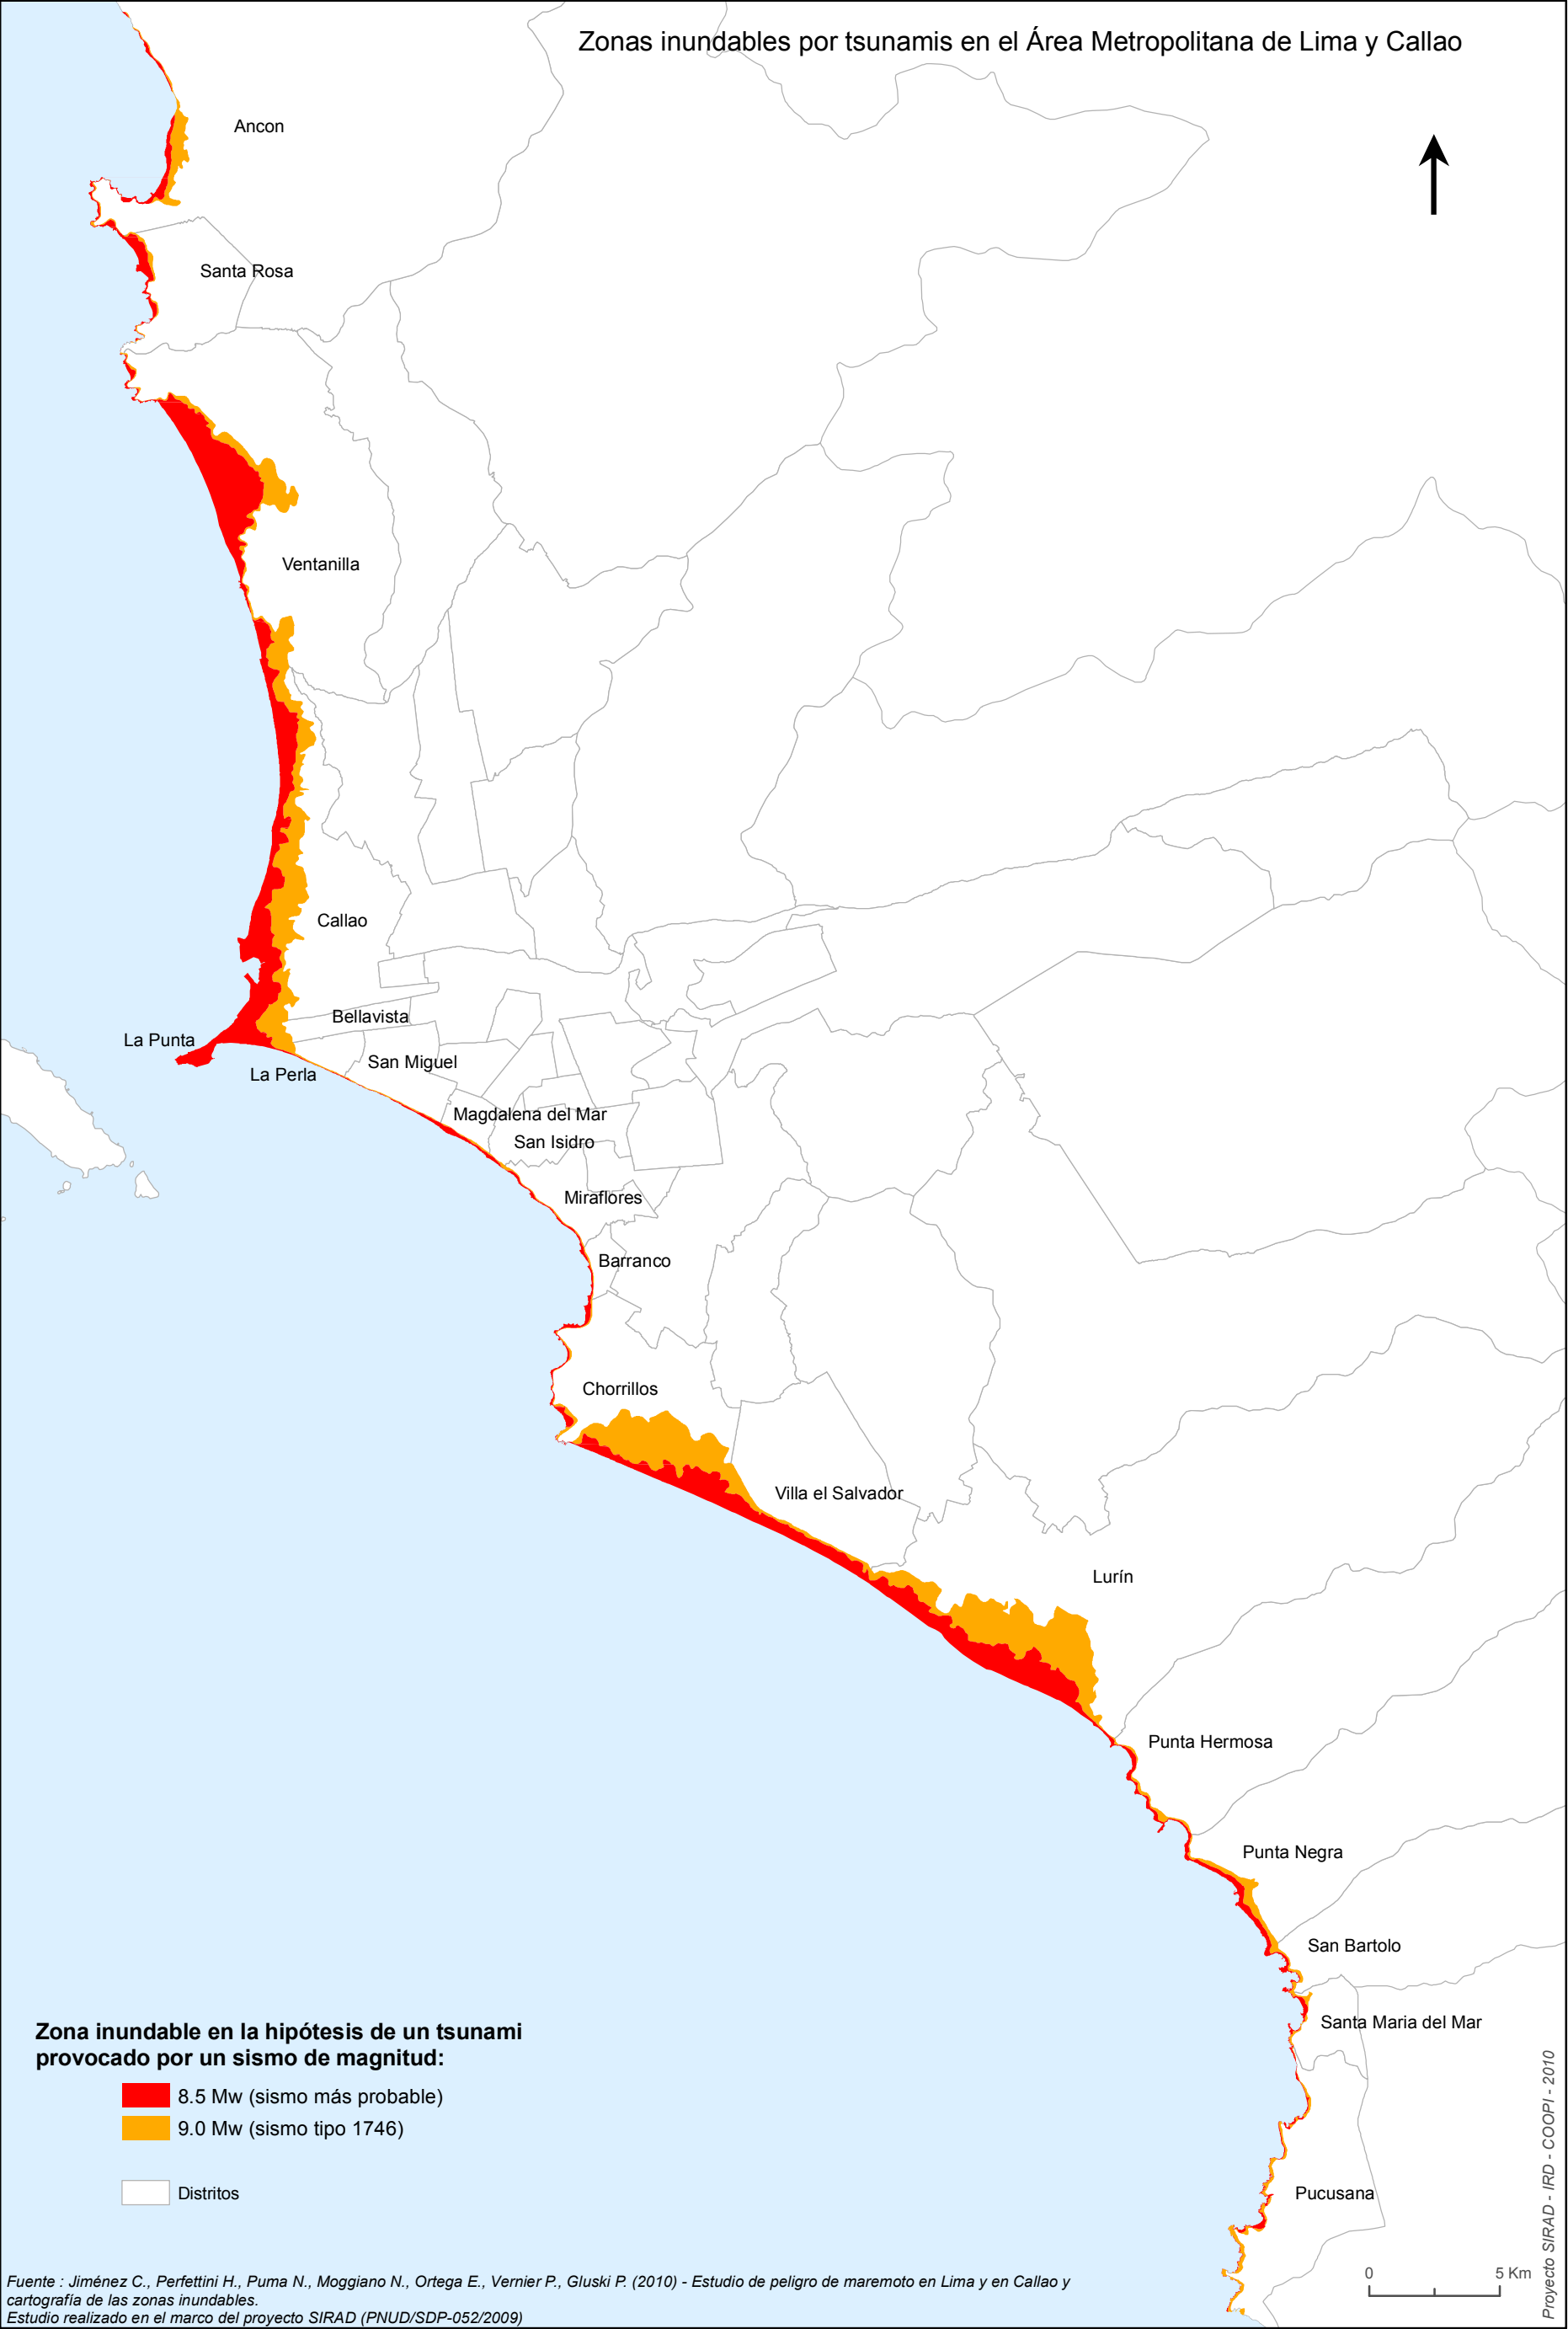 Zonas inundables por tsunamis en el Área Metropolitana de Lima y Callao
Ancon
Santa Rosa
Ventanilla
Callao
Bellavista
La Punta
San Miguel
La Perla
Magdalena del Mar
San Isidro
Miraflores
Barranco
Chorrillos
Villa el Salvador
Lurín
Punta Hermosa
Punta Negra
San Bartolo
Santa Maria del Mar
Pucusana
Zona inundable en la hipótesis de un tsunami
provocado por un sismo de magnitud:
8.5 Mw (sismo más probable)
9.0 Mw (sismo tipo 1746)
Distritos
0 5 Km
Proyecto SIRAD - IRD - COOPI - 2010
Fuente : Jiménez C., Perfettini H., Puma N., Moggiano N., Ortega E., Vernier P., Gluski P. (2010) - Estudio de peligro de maremoto en Lima y en Callao y
cartografía de las zonas inundables.
Estudio realizado en el marco del proyecto SIRAD (PNUD/SDP-052/2009)